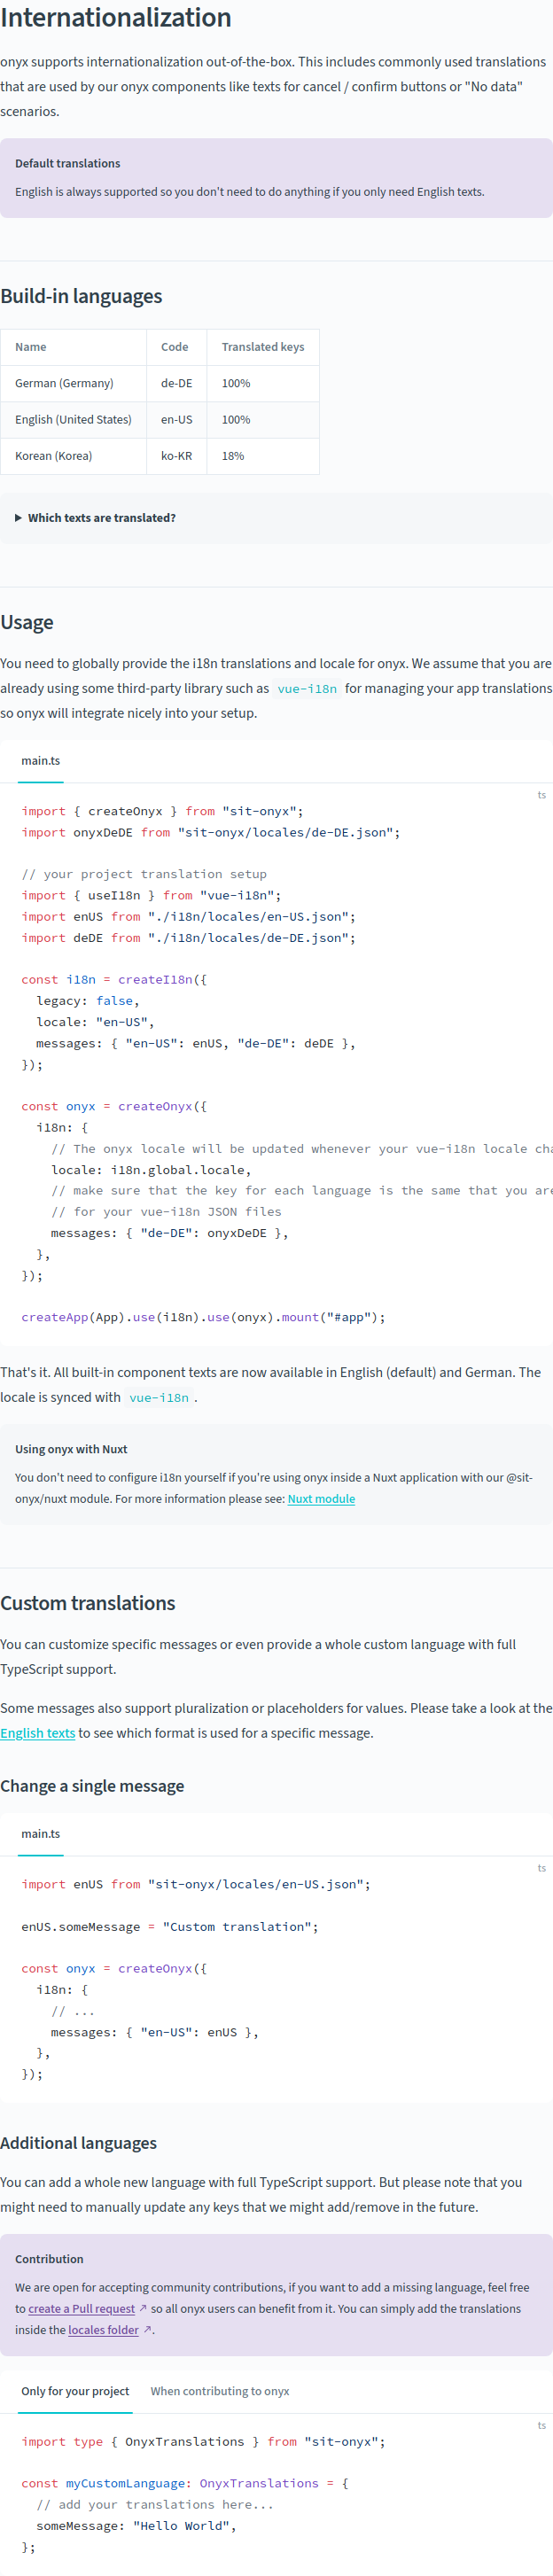 Internationalization
onyx supports internationalization out-of-the-box. This includes commonly used translations
that are used by our onyx components like texts for cancel / confirm buttons or "No data"
scenarios.
Default translations
English is always supported so you don't need to do anything if you only need English texts.
Build-in languages
Name Code Translated keys
German (Germany) de-DE 100%
English (United States) en-US 100%
Korean (Korea) ko-KR 18%
Which texts are translated?
Usage
You need to globally provide the i18n translations and locale for onyx. We assume that you are
already using some third-party library such as vue-i18n for managing your app translations
so onyx will integrate nicely into your setup.
main.ts
ts
import { createOnyx } from "sit-onyx";
import onyxDeDE from "sit-onyx/locales/de-DE.json";
// your project translation setup
import { useI18n } from "vue-i18n";
import enUS from "./i18n/locales/en-US.json";
import deDE from "./i18n/locales/de-DE.json";
const i18n = createI18n({
legacy: false,
locale: "en-US",
messages: { "en-US": enUS, "de-DE": deDE },
});
const onyx = createOnyx({
i18n: {
// The onyx locale will be updated whenever your vue-i18n locale cha
locale: i18n.global.locale,
// make sure that the key for each language is the same that you are
// for your vue-i18n JSON files
messages: { "de-DE": onyxDeDE },
},
});
createApp(App).use(i18n).use(onyx).mount("#app");
That's it. All built-in component texts are now available in English (default) and German. The
locale is synced with vue-i18n .
Using onyx with Nuxt
You don't need to configure i18n yourself if you're using onyx inside a Nuxt application with our @sit-
onyx/nuxt module. For more information please see: Nuxt module
Custom translations
You can customize specific messages or even provide a whole custom language with full
TypeScript support.
Some messages also support pluralization or placeholders for values. Please take a look at the
English texts to see which format is used for a specific message.
Change a single message
main.ts
ts
import enUS from "sit-onyx/locales/en-US.json";
enUS.someMessage = "Custom translation";
const onyx = createOnyx({
i18n: {
// ...
messages: { "en-US": enUS },
},
});
Additional languages
You can add a whole new language with full TypeScript support. But please note that you
might need to manually update any keys that we might add/remove in the future.
Contribution
We are open for accepting community contributions, if you want to add a missing language, feel free
to create a Pull request ↗ so all onyx users can benefit from it. You can simply add the translations
inside the locales folder ↗.
Only for your project When contributing to onyx
ts
import type { OnyxTranslations } from "sit-onyx";
const myCustomLanguage: OnyxTranslations = {
// add your translations here...
someMessage: "Hello World",
};